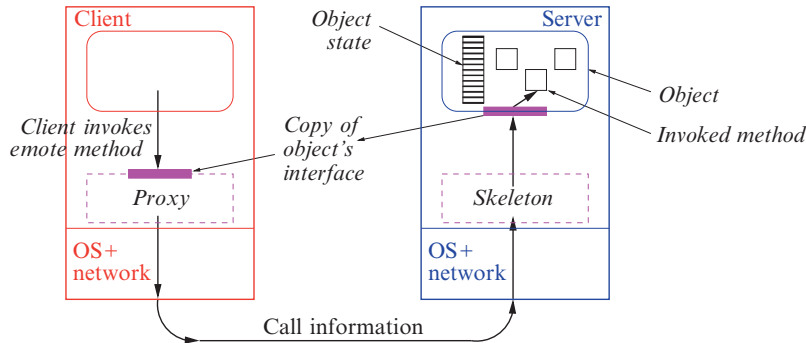 Client
Object
state
Server
Object
Invoked method
Client invokes
emote method
Copy of
object's
interface
Proxy
Skeleton
OS+
network
OS+
network
Call information